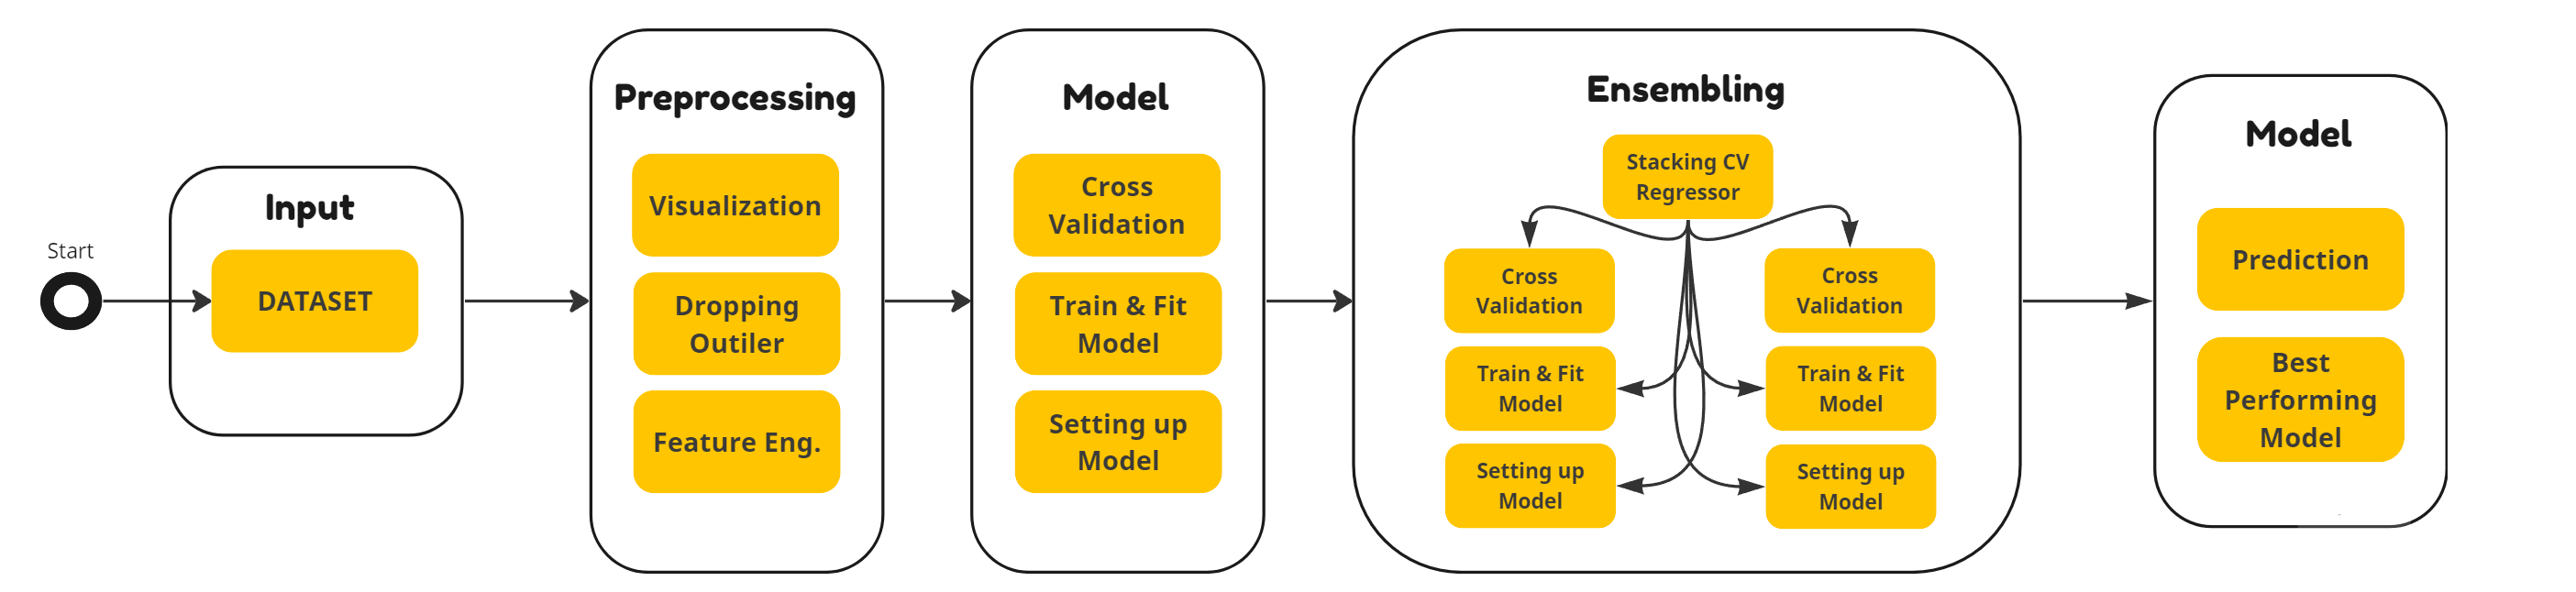 Start
Input
DATASET
Preprocessing
Visualization
Dropping
Outiler
Feature Eng.
Model
Cross
Validation
Train & Fit
Model
Setting up
Model
Ensembling
Stacking CV
Regressor
Cross
Validation
Train & Fit
Model
Setting up
Model
Cross
Validation
Train & Fit
Model
Setting up
Model
Model
Prediction
Best
Performing
Model